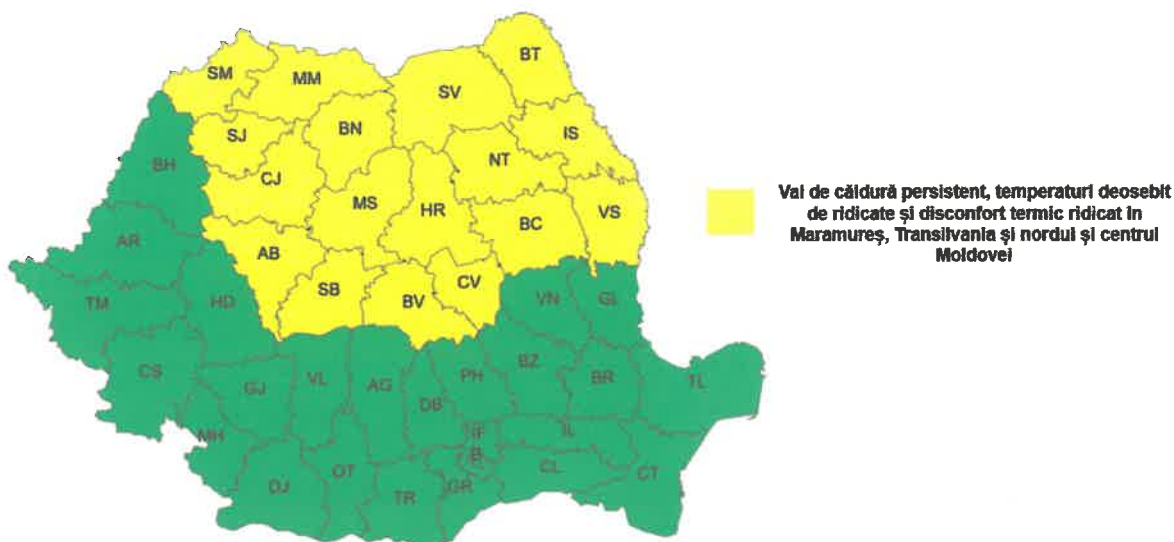 BT
SM
MM
SV
SJ
BN
IS
BH
CJ
NT
MS
HR
VS
BC
AR
AB
CV
SB
BV
TM
HD
VN
GL
CS
GJ
VL
AG
PH
BZ
BR
TL
DB
MH
IF
IL
B
OT
CL
CT
DJ
TR
GR
Val de căldură persistent, temperaturi deosebit
de ridicate și disconfort termic ridicat în
Maramureș, Transilvania și nordul și centrul
Moldovei